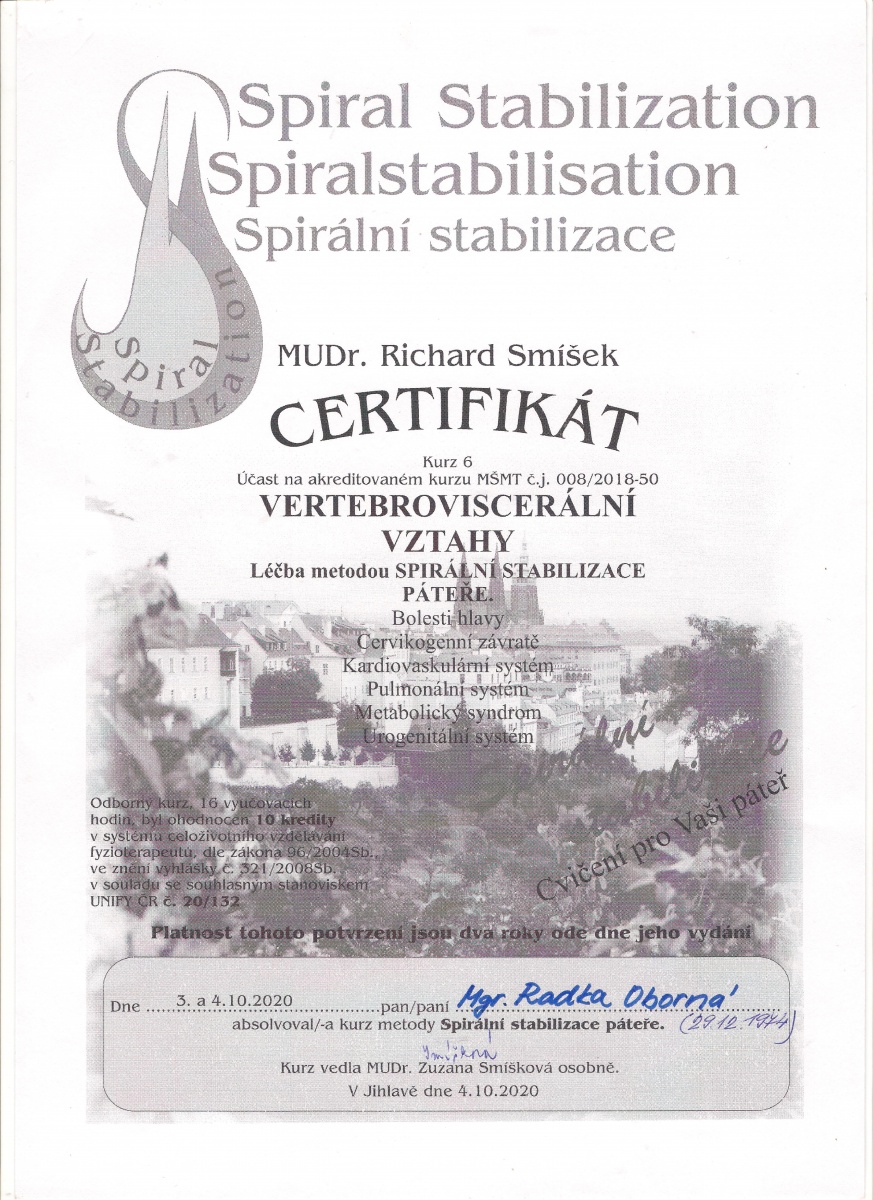 Spiral Stabilization
Spiralstabilisation
Spirální stabilizace
Spiral
Stabilization
MUDr. Richard Smíšek
CERTIFIKÁT
Kurz 6
Účast na akreditovaném kurzu MŠMT č.j. 008/2018-50
VERTEBROVISCERÁLNÍ
VZTAHY
Léčba metodou SPIRÁLNÍ STABILIZACE
PÁTEŘE.
Bolesti hlavy
Cervikogenní závratě
Kardiovaskulární systém
Pulmonální systém
Metabolický syndrom
Urogenitální systém
Cvičení pro Vaši páteř
Odborný kurz, 16 vyučovacích
hodin, byl ohodnocen 10 kredity
v systému celoživotního vzdělávání
fyzioterapeutů, dle zákona 96/2004Sb.,
ve znění vyhlášky č. 321/2008Sb.
v souladu se souhlasným stanoviskem
UNIFY ČR č. 20/132
Platnost tohoto potvrzení jsou dva roky ode dne jeho vydání
Dne ...3. a 4.10.2020...pan/paní Mgr. Radka Oborná
absolvoval/-a kurz metody Spirální stabilizace páteře. (29.12.1974)
Smíšková
Kurz vedla MUDr. Zuzana Smíšková osobně.
V Jihlavě dne 4.10.2020